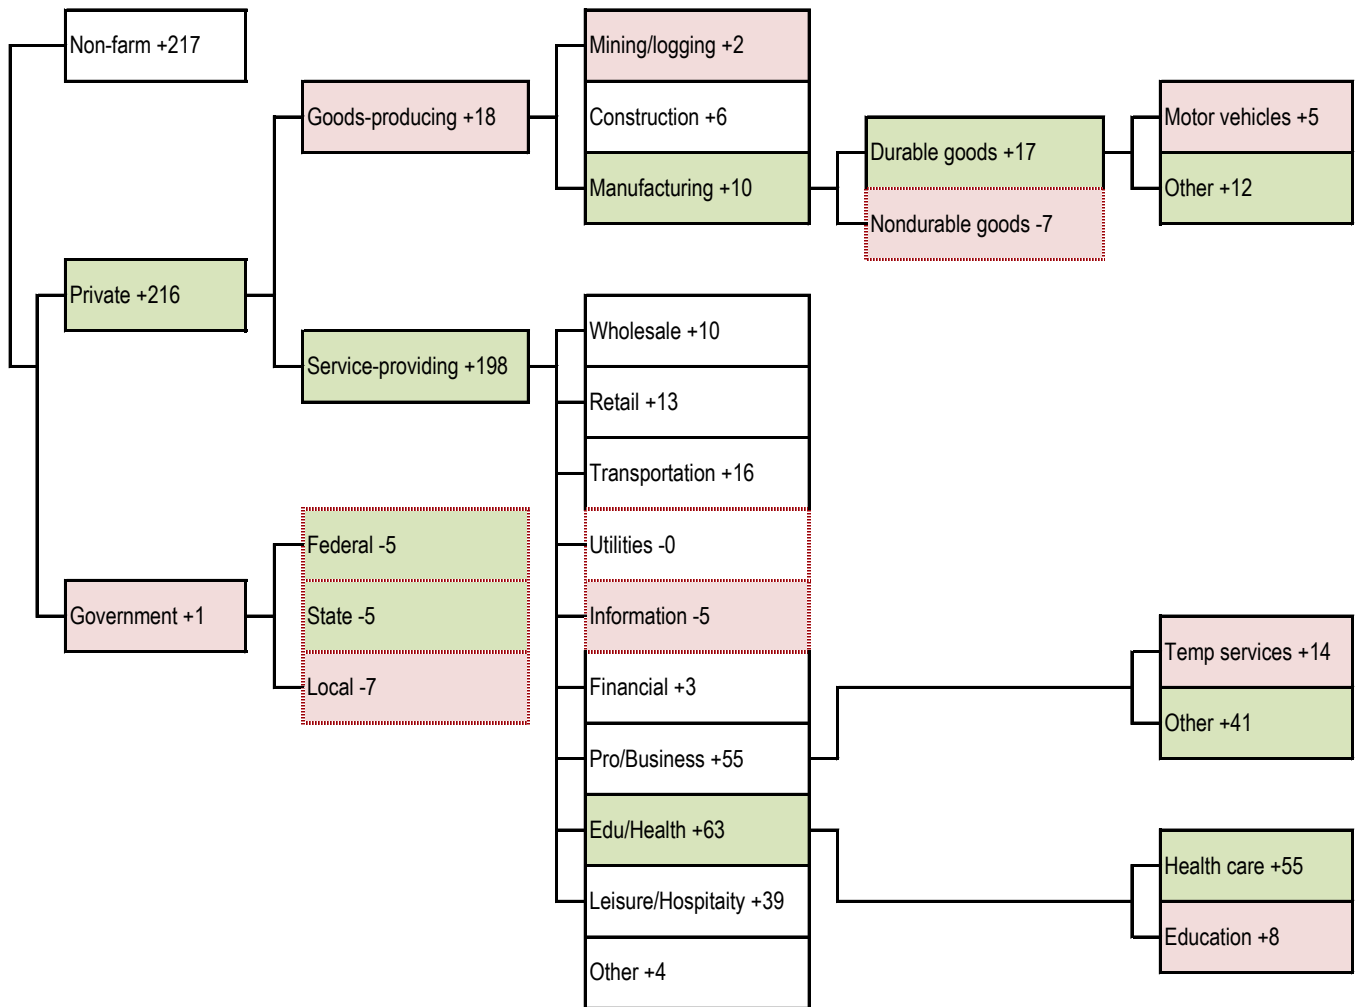 Non-farm +217
Private +216
Government +1
Goods-producing +18
Service-providing +198
Federal -5
State -5
Local -7
Mining/logging +2
Construction +6
Manufacturing +10
Wholesale +10
Retail +13
Transportation +16
Utilities -0
Information -5
Financial +3
Pro/Business +55
Edu/Health +63
Leisure/Hospitaity +39
Other +4
Durable goods +17
Nondurable goods -7
Motor vehicles +5
Other +12
Temp services +14
Other +41
Health care +55
Education +8